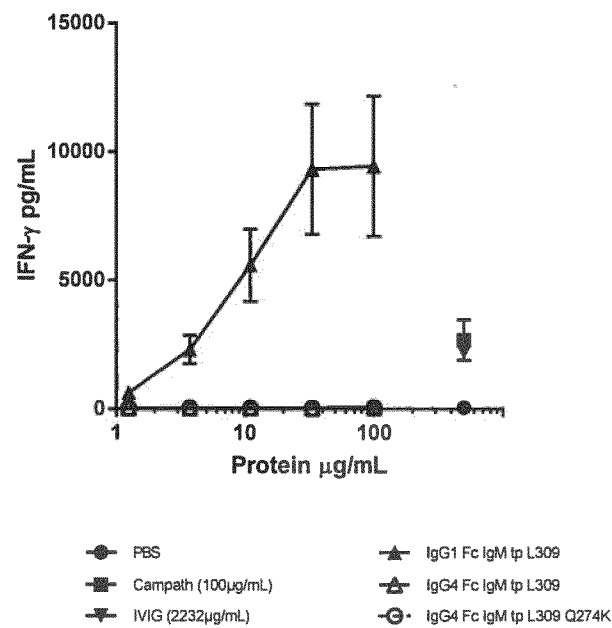 15000
10000
5000
0
IFN-γ pg/mL
1 10 100
Protein μg/mL
PBS
Campath (100μg/mL)
IVIG (2232μg/mL)
IgG1 Fc IgM tp L309
IgG4 Fc IgM tp L309
IgG4 Fc IgM tp L309 Q274K